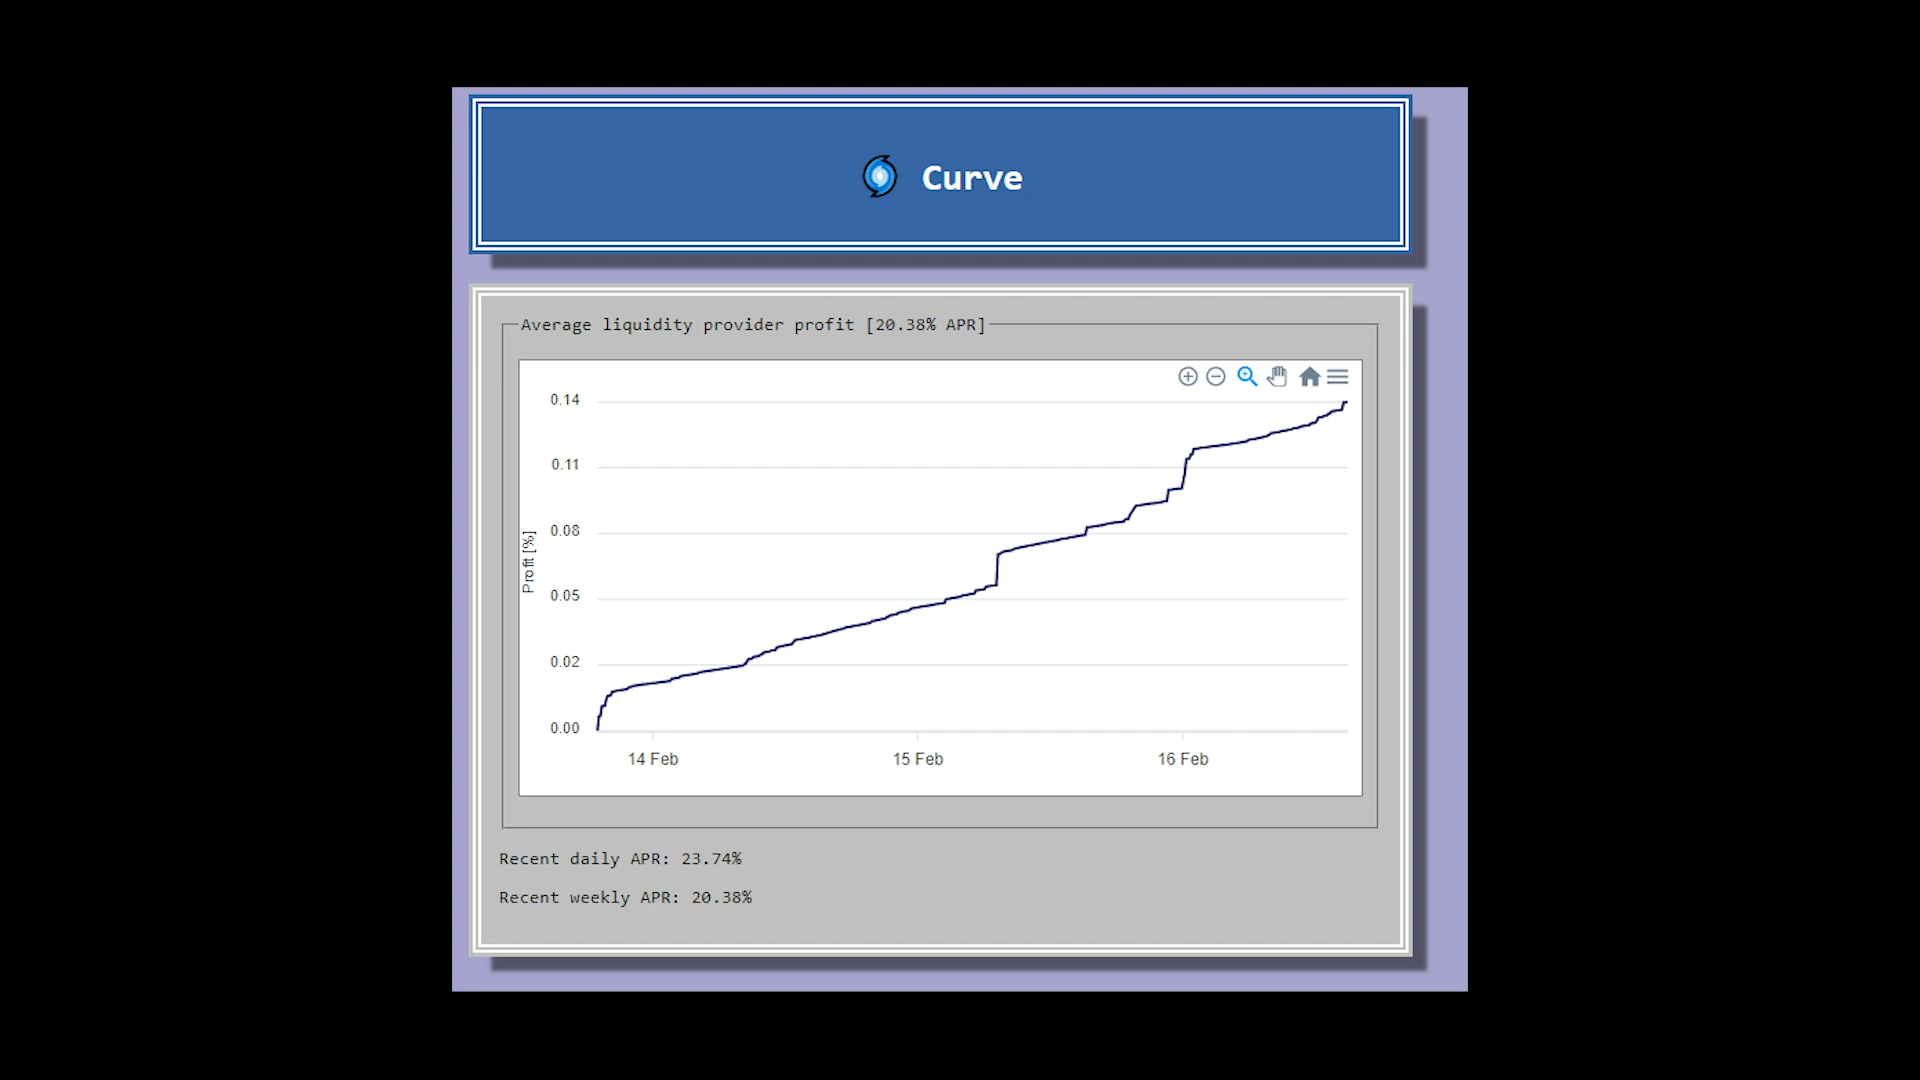 Curve
Average liquidity provider profit [20.38% APR]
0.14
0.11
0.08
0.05
0.02
0.00
Profit [%]
14 Feb
15 Feb
16 Feb
Recent daily APR: 23.74%
Recent weekly APR: 20.38%